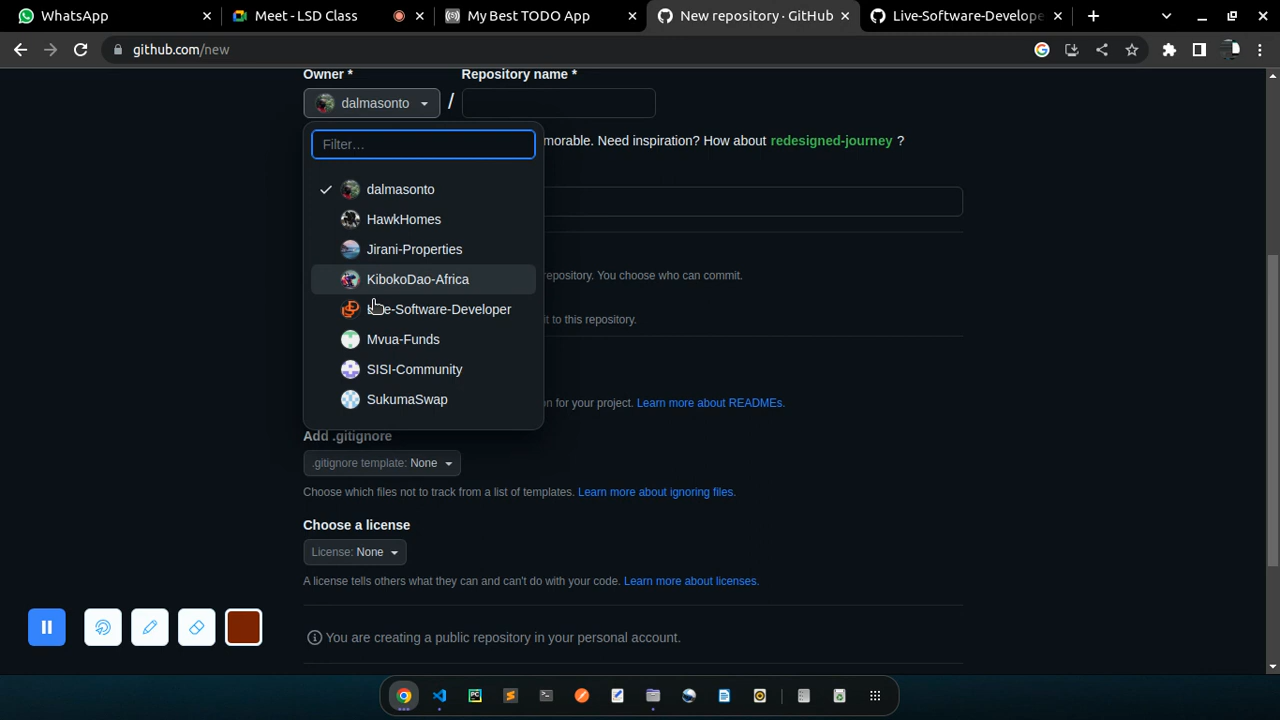 WhatsApp
Meet - LSD Class
My Best TODO App
New repository · GitHub
Live-Software-Develope
github.com/new
Owner *
Repository name *
dalmasonto
/
Filter…
morable. Need inspiration? How about redesigned-journey ?
dalmasonto
HawkHomes
Jirani-Properties
KibokoDao-Africa
epository. You choose who can commit.
e-Software-Developer
it to this repository.
Mvua-Funds
SISI-Community
SukumaSwap
on for your project. Learn more about READMEs.
Add .gitignore
.gitignore template: None
Choose which files not to track from a list of templates. Learn more about ignoring files.
Choose a license
License: None
A license tells others what they can and can't do with your code. Learn more about licenses.
You are creating a public repository in your personal account.